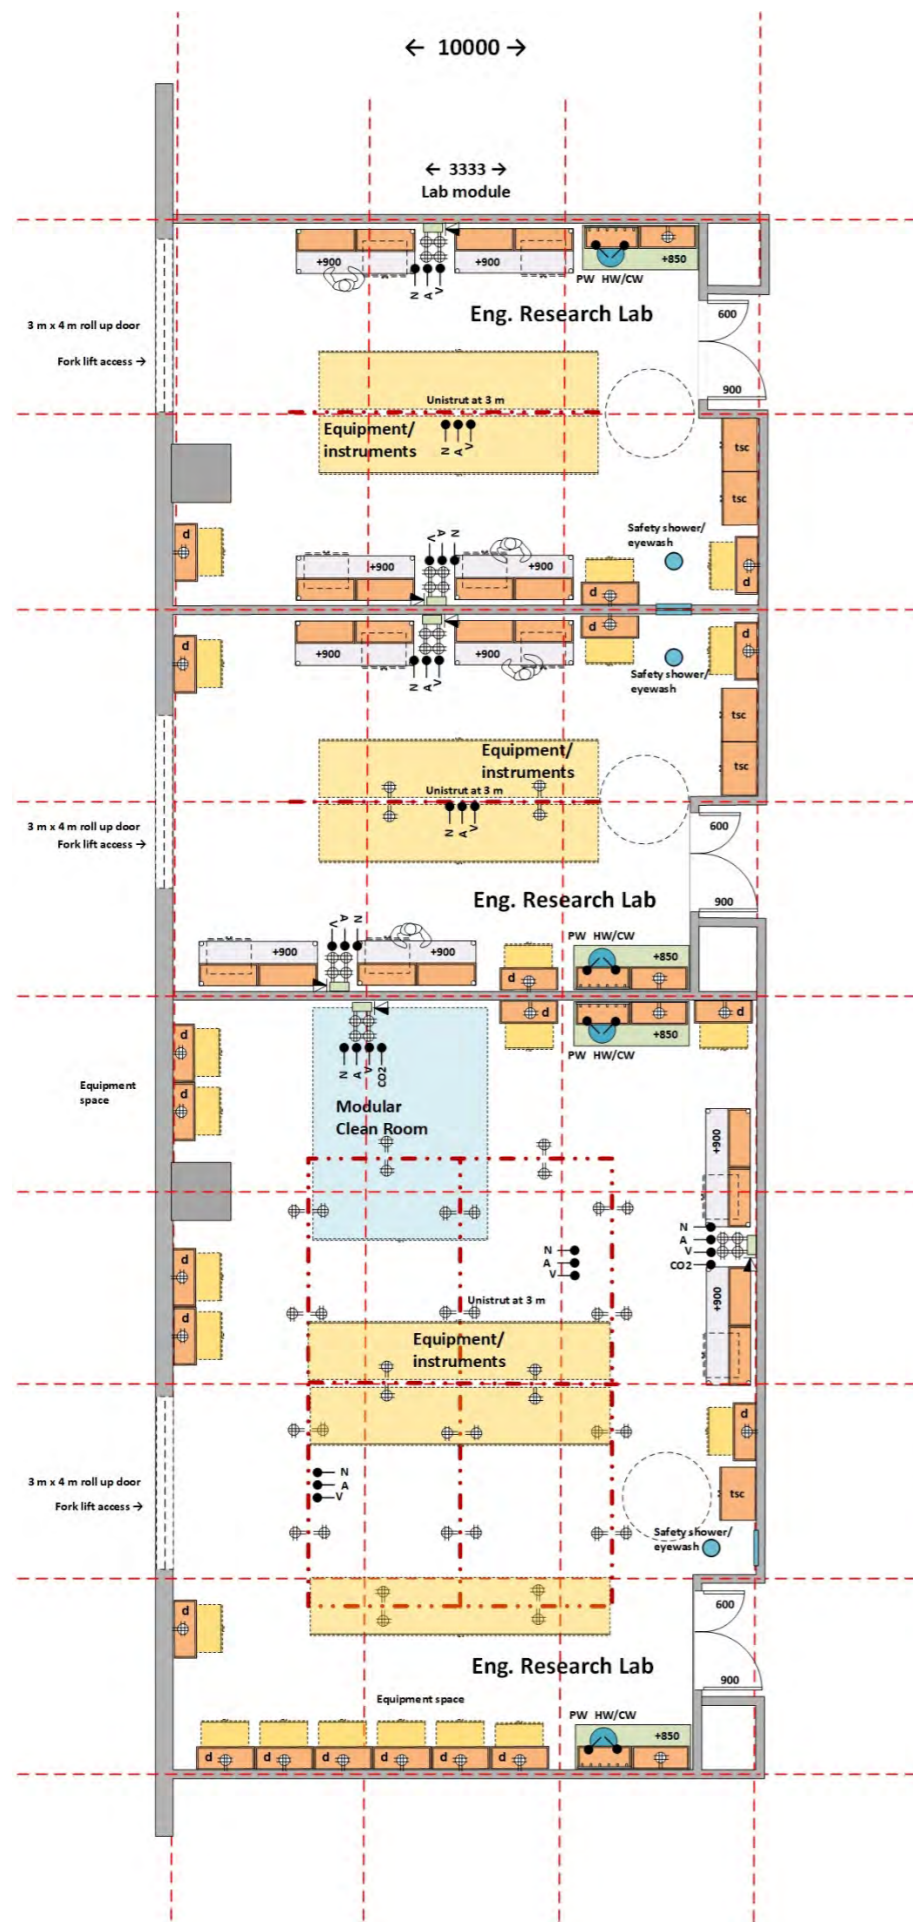 ← 10000 →
← 3333 →
Lab module
+900
+900
+850
PW HW/CW
N
A
V
Eng. Research Lab
600
3 m x 4 m roll up door
Fork lift access →
900
Unistrut at 3 m
Equipment/
instruments
N
A
V
tsc
tsc
Safety shower/
eyewash
d
V
A
N
+900
+900
d
d
d
d
d
d
+900
+900
N
A
V
Safety shower/
eyewash
tsc
tsc
Equipment/
instruments
Unistrut at 3 m
N
A
V
3 m x 4 m roll up door
Fork lift access →
600
900
Eng. Research Lab
V
A
N
+900
+900
PW HW/CW
+850
d
d
d
PW HW/CW
+850
N
A
V
CO2
d
d
Equipment
space
Modular
Clean Room
+900
N
A
V
CO2
N
A
V
d
d
+900
Unistrut at 3 m
Equipment/
instruments
d
3 m x 4 m roll up door
Fork lift access →
N
A
V
tsc
Safety shower/
eyewash
d
600
900
Eng. Research Lab
Equipment space
PW HW/CW
+850
d
d
d
d
d
d